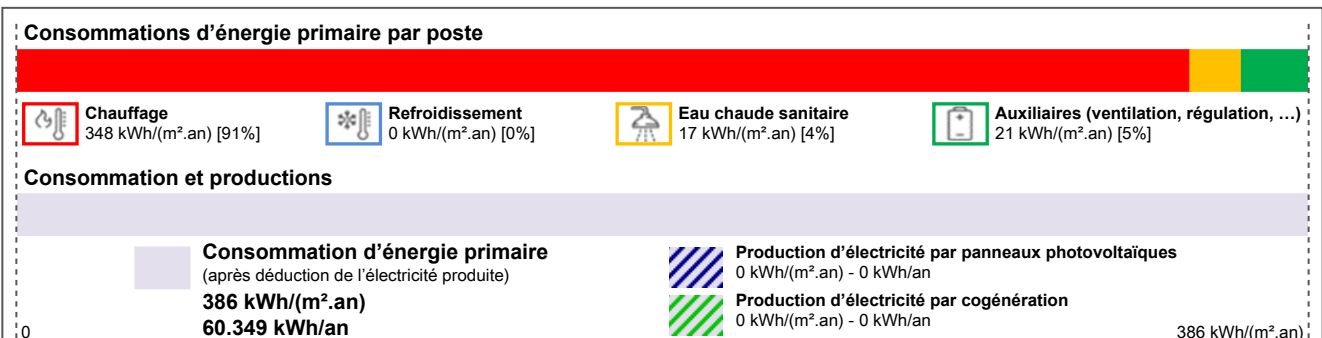 Consommations d’énergie primaire par poste
Chauffage
348 kWh/(m².an) [91%]
Refroidissement
0 kWh/(m².an) [0%]
Eau chaude sanitaire
17 kWh/(m².an) [4%]
Auxiliaires (ventilation, régulation, …)
21 kWh/(m².an) [5%]
Consommation et productions
Consommation d’énergie primaire
(après déduction de l’électricité produite)
386 kWh/(m².an)
60.349 kWh/an
Production d’électricité par panneaux photovoltaïques
0 kWh/(m².an) - 0 kWh/an
Production d’électricité par cogénération
0 kWh/(m².an) - 0 kWh/an
0
386 kWh/(m².an)